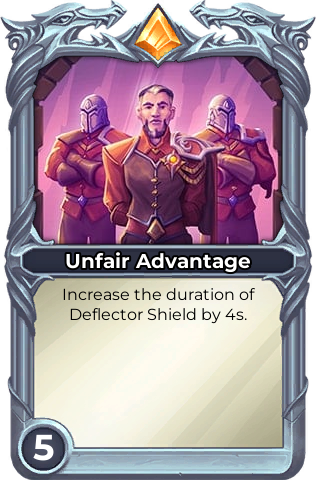 Unfair Advantage
Increase the duration of
Deflector Shield by 4s.
5